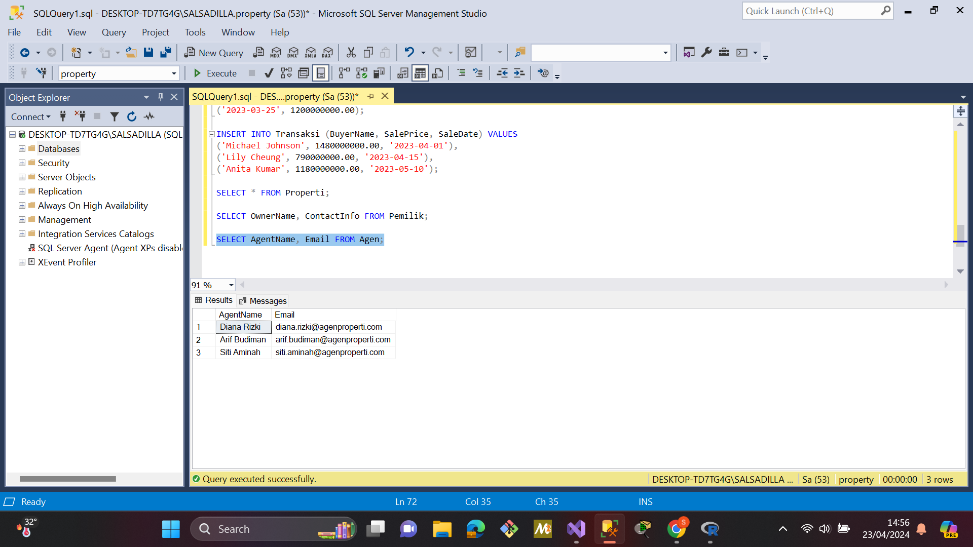 SQLQuery1.sql - DESKTOP-TD7TG4G\SALSADILLA.property (Sa (53))* - Microsoft SQL Server Management Studio
Quick Launch (Ctrl+Q)
File Edit View Query Project Tools Window Help
New Query
MDX DMX XMLA DAX
property
Execute
Object Explorer
SQLQuery1.sql - DES....property (Sa (53))*
Connect
DESKTOP-TD7TG4G\SALSADILLA (SQL
Databases
Security
Server Objects
Replication
Always On High Availability
Management
Integration Services Catalogs
SQL Server Agent (Agent XPs disabl
XEvent Profiler
('2023-03-25', 1200000000.00);
INSERT INTO Transaksi (BuyerName, SalePrice, SaleDate) VALUES
('Michael Johnson', 1480000000.00, '2023-04-01'),
('Lily Cheung', 790000000.00, '2023-04-15'),
('Anita Kumar', 1180000000.00, '2023-05-10');
SELECT * FROM Properti;
SELECT OwnerName, ContactInfo FROM Pemilik;
SELECT AgentName, Email FROM Agen;
91 %
Results Messages
AgentName Email
1 Diana Rizki diana.rizki@agenproperti.com
2 Arif Budiman arif.budiman@agenproperti.com
3 Siti Aminah siti.aminah@agenproperti.com
Query executed successfully.
DESKTOP-TD7TG4G\SALSADILLA ... Sa (53) property 00:00:00 3 rows
Ready
Ln 72 Col 35 Ch 35 INS
32°
Search
14:56
23/04/2024